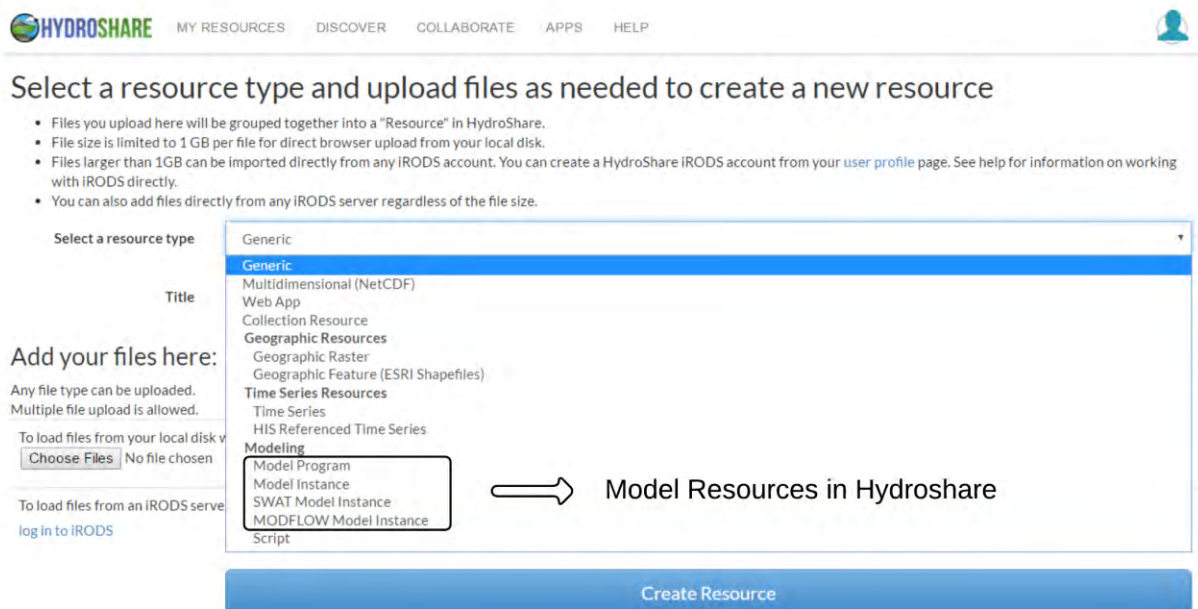 HYDROSHARE MY RESOURCES DISCOVER COLLABORATE APPS HELP
Select a resource type and upload files as needed to create a new resource
• Files you upload here will be grouped together into a "Resource" in HydroShare.
• File size is limited to 1 GB per file for direct browser upload from your local disk.
• Files larger than 1GB can be imported directly from any iRODS account. You can create a HydroShare iRODS account from your user profile page. See help for information on working
with iRODS directly.
• You can also add files directly from any iRODS server regardless of the file size.
Select a resource type Generic
Generic
Multidimensional (NetCDF)
Title
Web App
Collection Resource
Geographic Resources
Add your files here:
Geographic Raster
Geographic Feature (ESRI Shapefiles)
Any file type can be uploaded.
Time Series Resources
Multiple file upload is allowed.
Time Series
HIS Referenced Time Series
To load files from your local disk w
Modeling
Choose Files No file chosen
Model Program
Model Instance
SWAT Model Instance
Model Resources in Hydroshare
To load files from an iRODS serve
MODFLOW Model Instance
log in to iRODS
Script
Create Resource